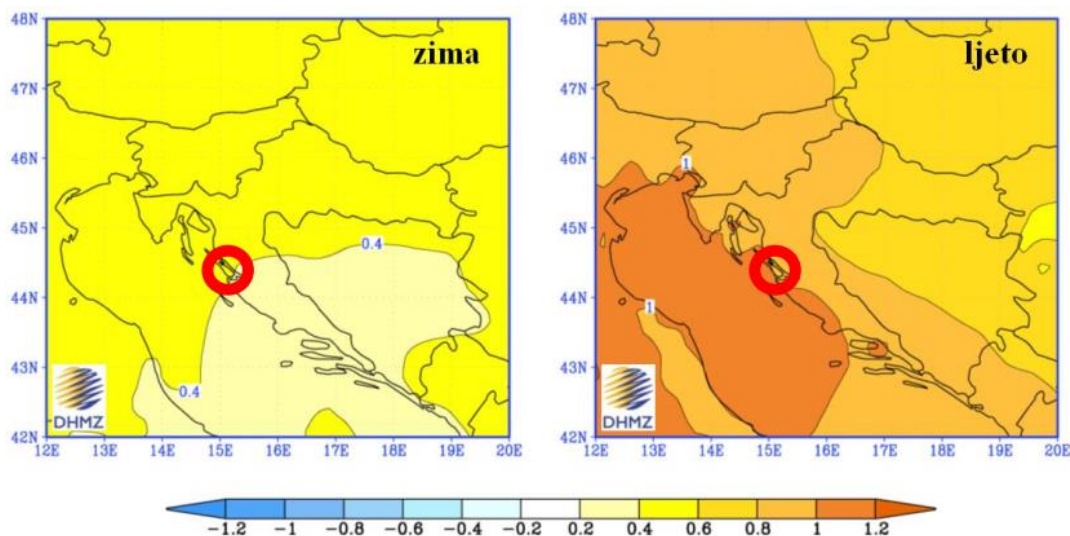 zima
48N
47N
46N
45N
44N
43N
42N
0.4
0.4
DHMZ
12E 13E 14E 15E 16E 17E 18E 19E 20E
ljeto
48N
47N
46N
45N
44N
43N
42N
1
1
DHMZ
12E 13E 14E 15E 16E 17E 18E 19E 20E
-1.2 -1 -0.8 -0.6 -0.4 -0.2 0.2 0.4 0.6 0.8 1 1.2